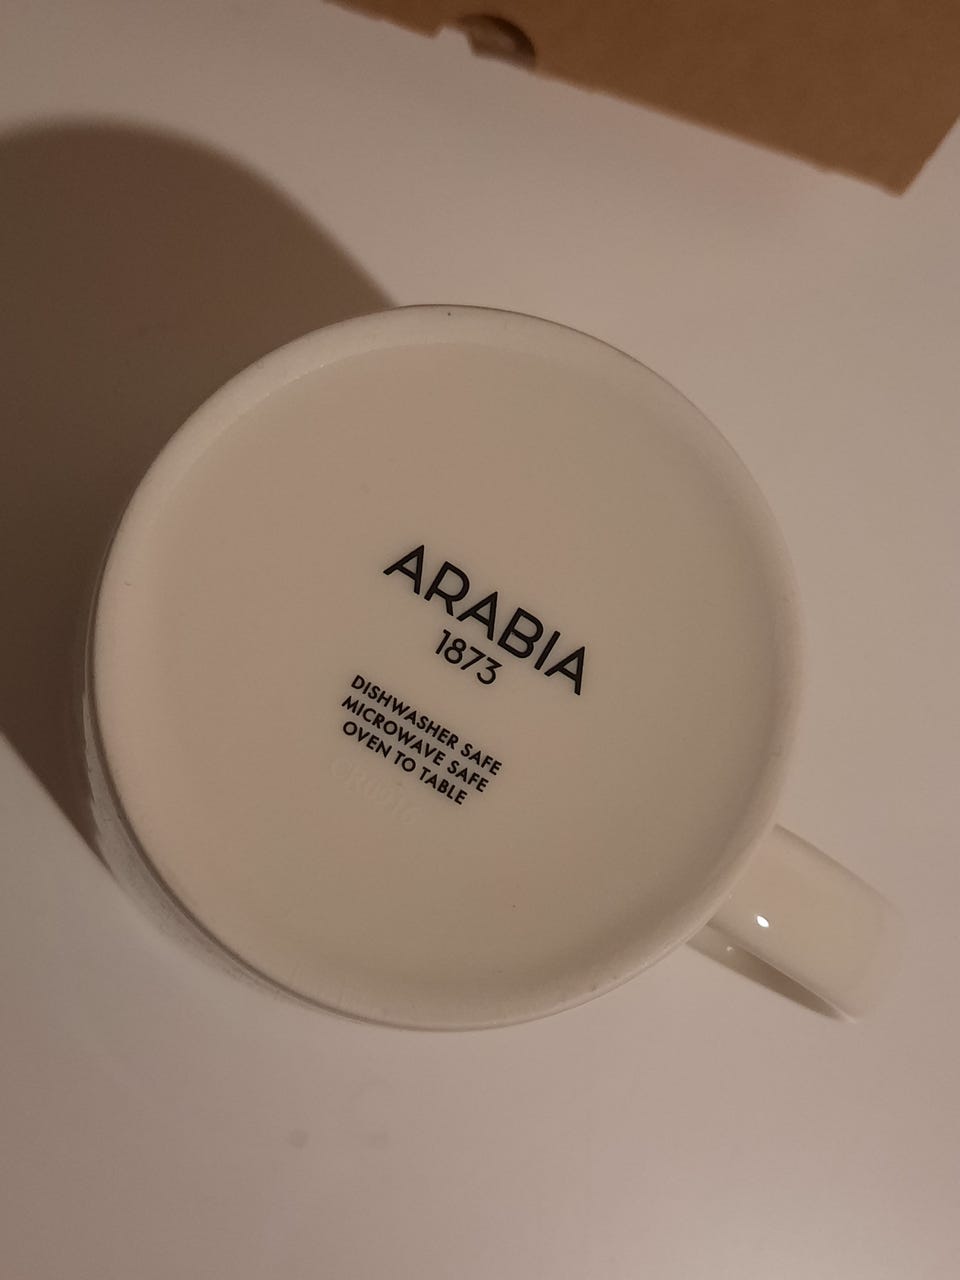 ARABIA
1873
DISHWASHER SAFE
MICROWAVE SAFE
OVEN TO TABLE